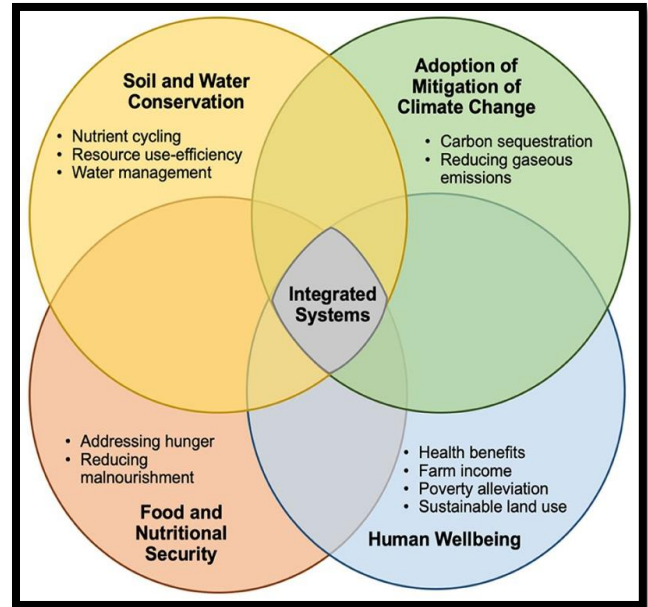 Soil and Water
Conservation
• Nutrient cycling
• Resource use-efficiency
• Water management
Adoption of
Mitigation of
Climate Change
• Carbon sequestration
• Reducing gaseous
emissions
Integrated
Systems
• Addressing hunger
• Reducing
malnourishment
Food and
Nutritional
Security
• Health benefits
• Farm income
• Poverty alleviation
• Sustainable land use
Human Wellbeing